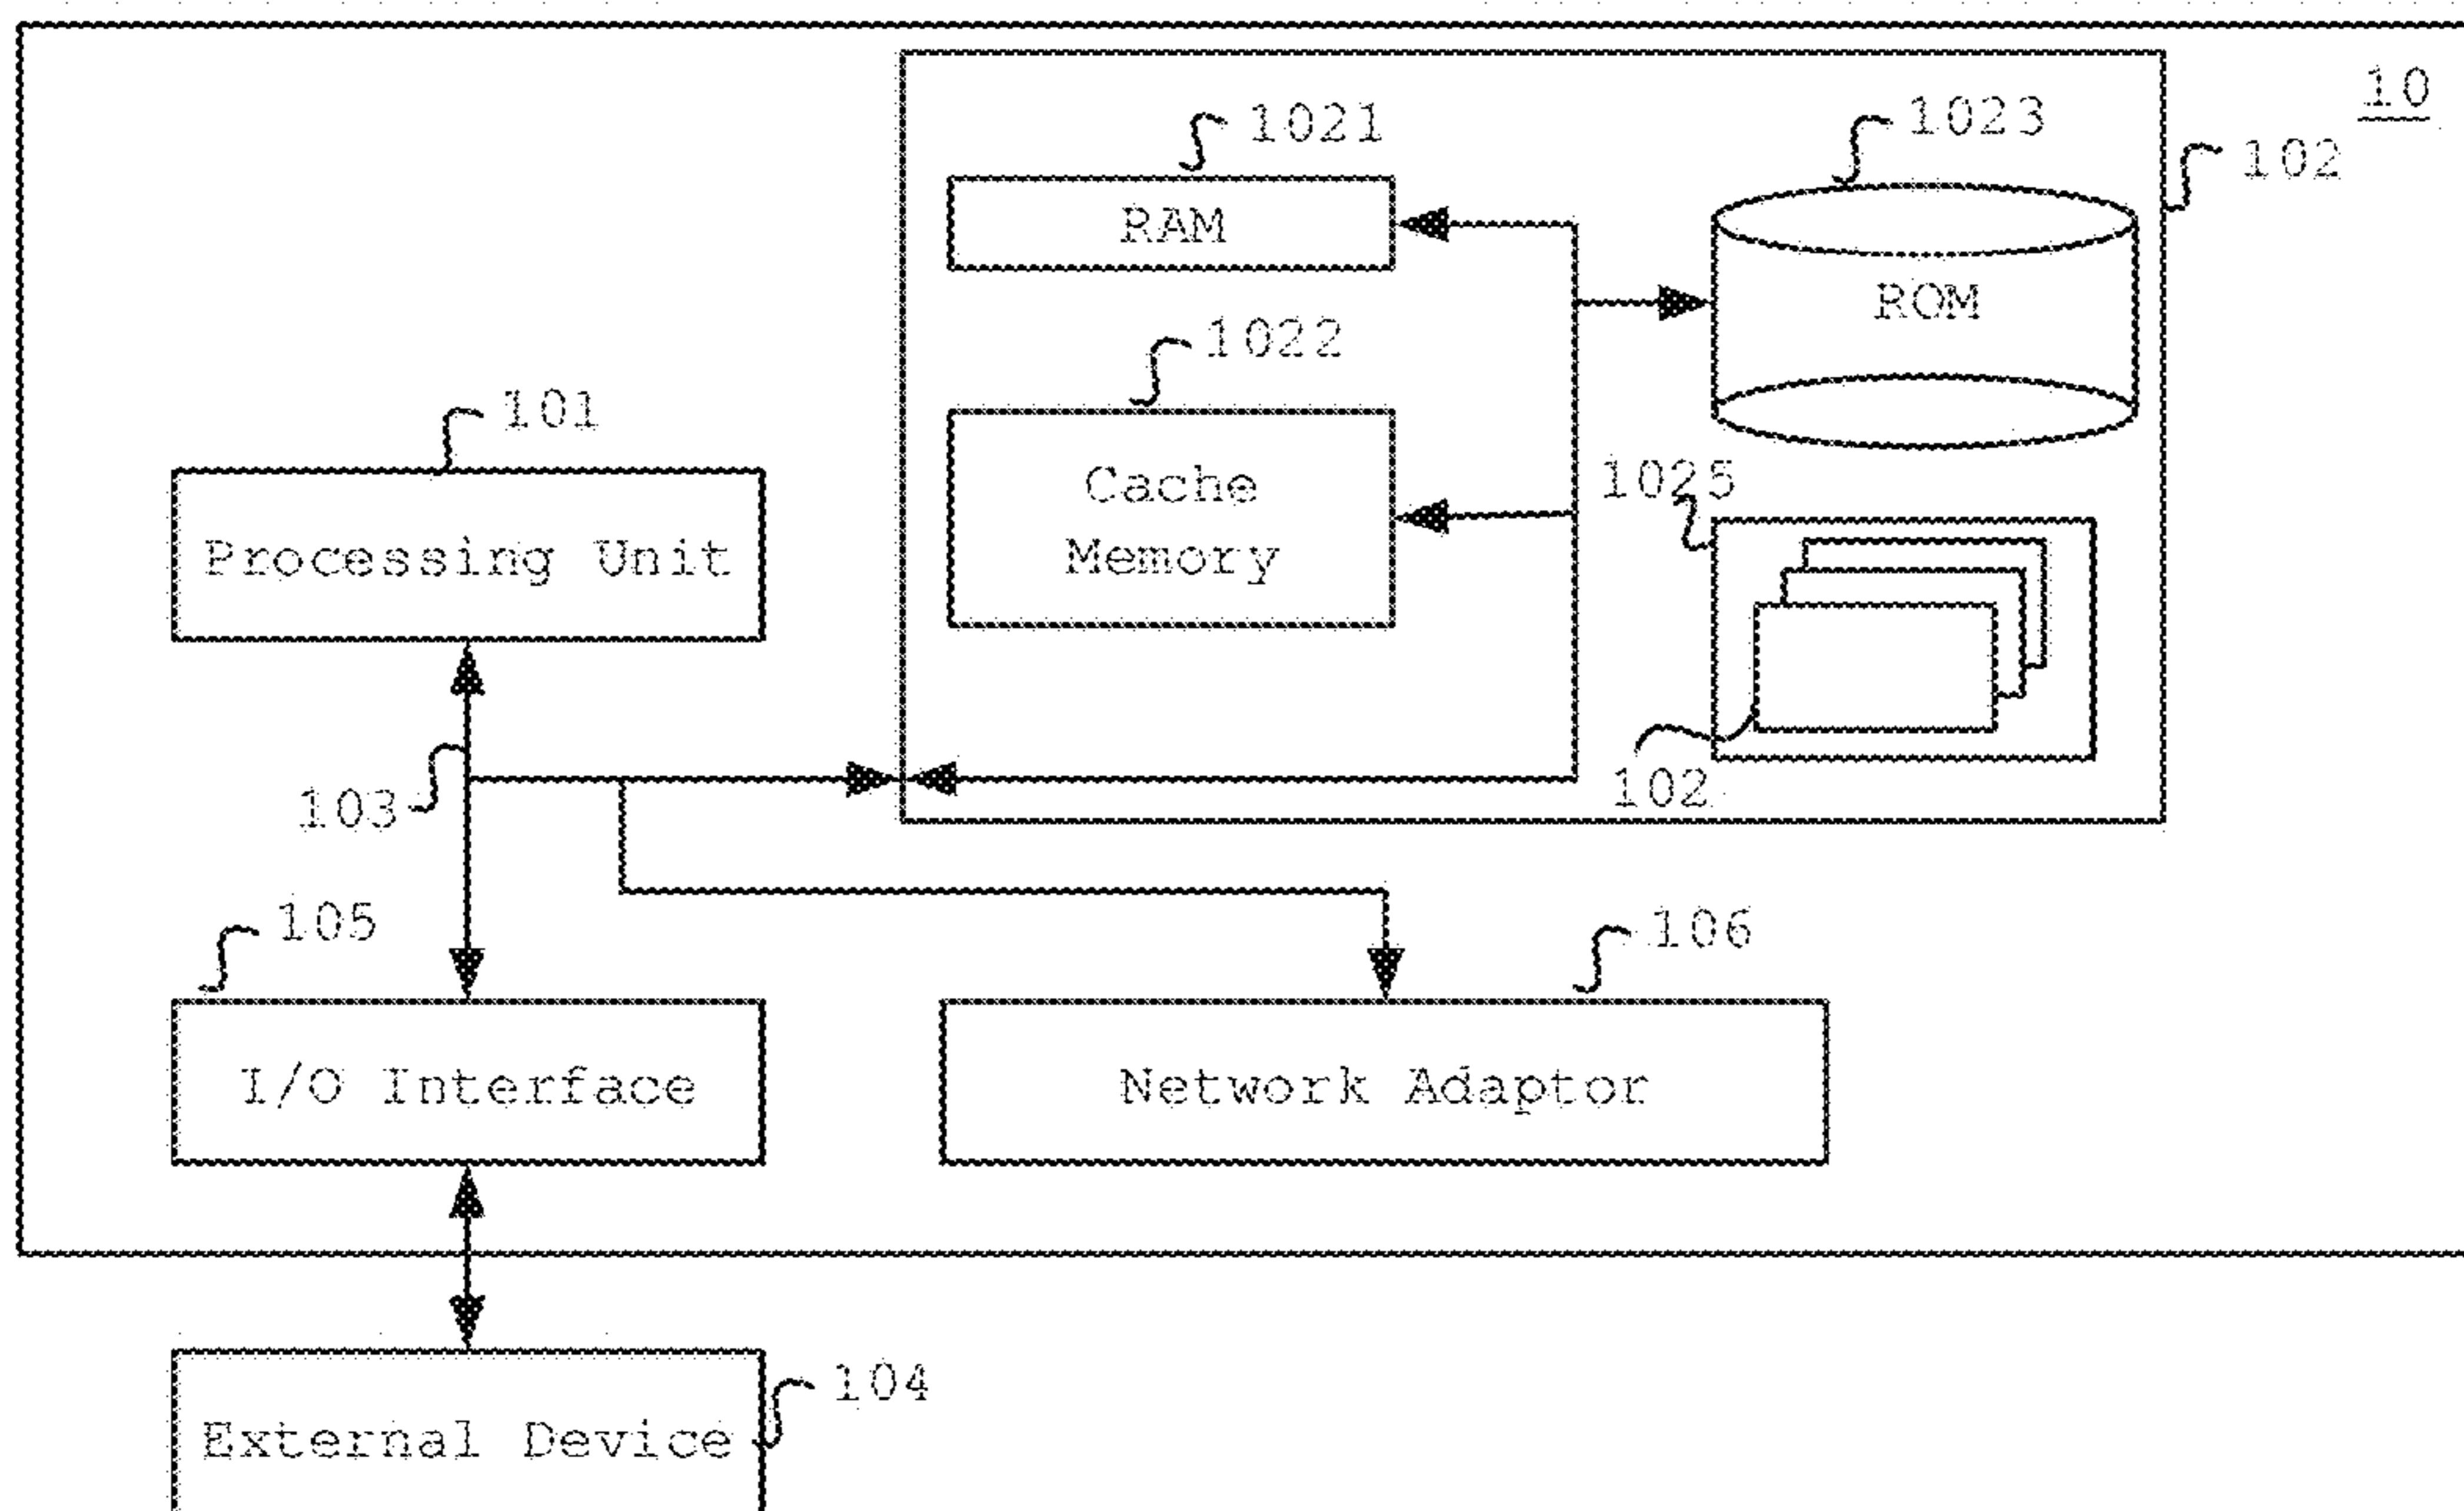 10
1021
1023
102
RAM
ROM
1022
101
Cache
Memory
1025
Processing Unit
103
102
105
106
I/O Interface
Network Adaptor
104
External Device